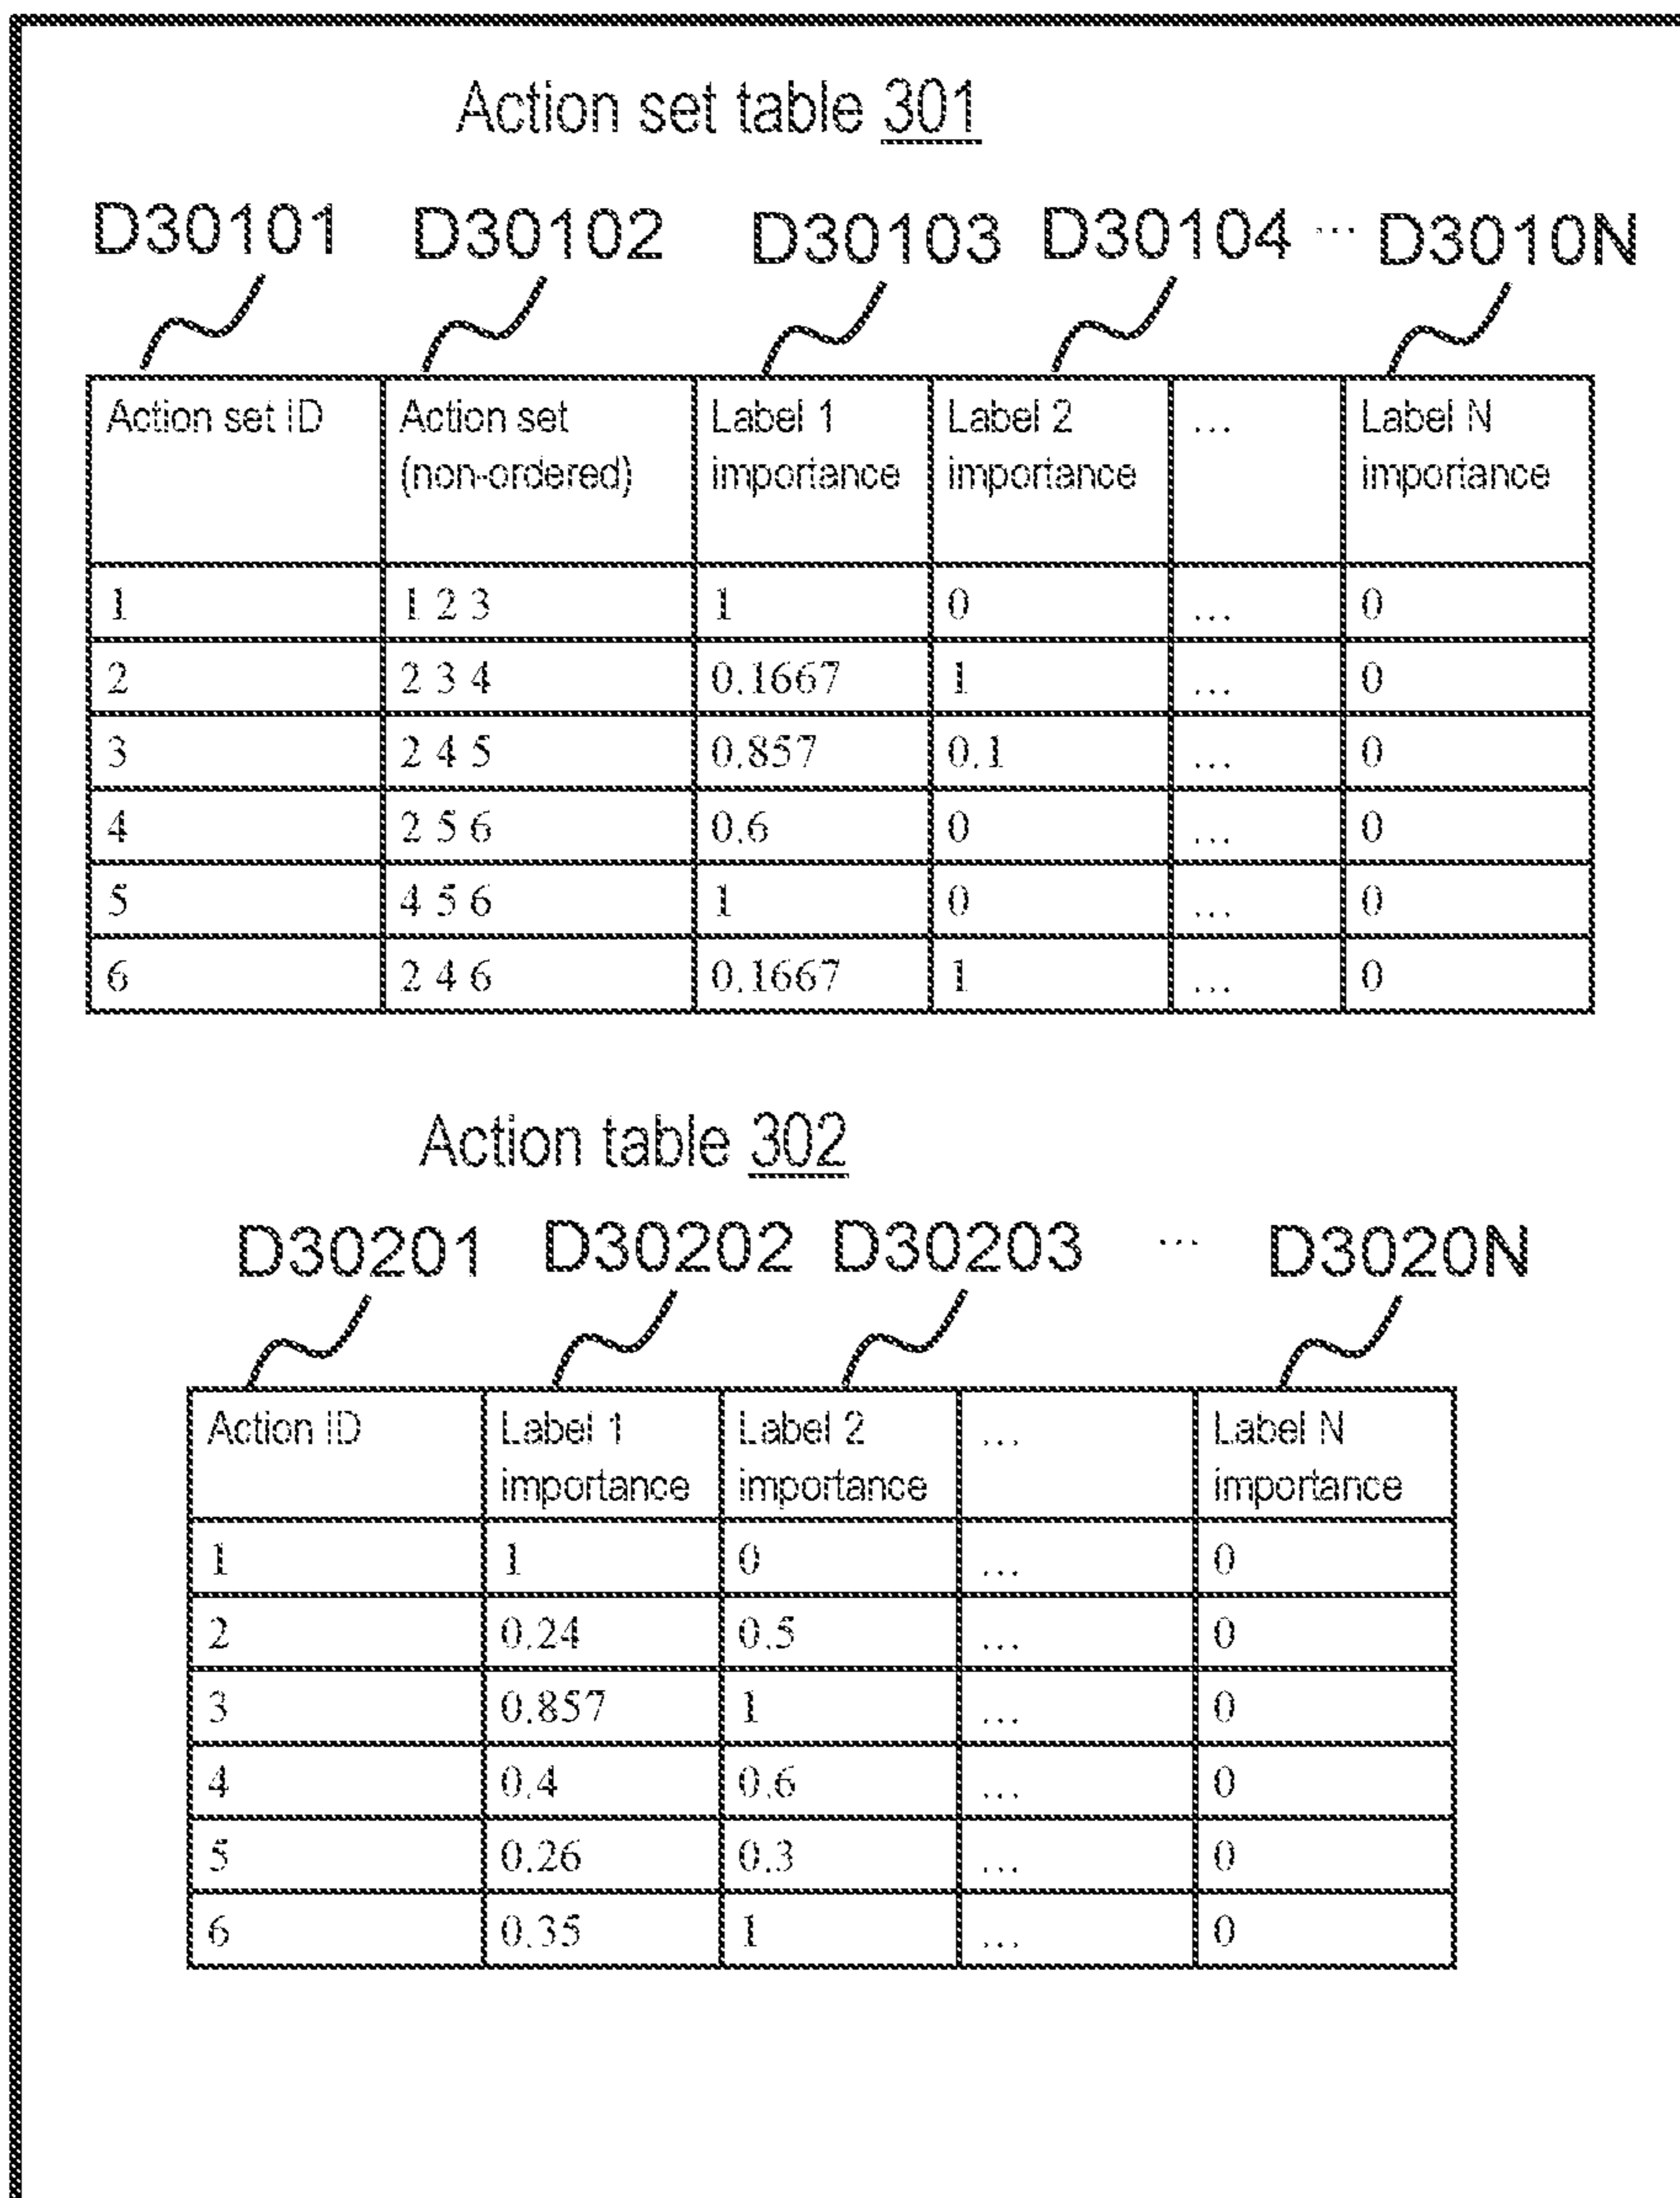 Action set table 301
D30101 D30102 D30103 D30104 ... D3010N
Action set ID Action set (non-ordered) Label 1 importance Label 2 importance ... Label N importance
1 1 2 3 1 0 ... 0
2 2 3 4 0.1667 1 ... 0
3 2 4 5 0.857 0.1 ... 0
4 2 5 6 0.6 0 ... 0
5 4 5 6 1 0 ... 0
6 2 4 6 0.1667 1 ... 0
Action table 302
D30201 D30202 D30203 ... D3020N
Action ID Label 1 importance Label 2 importance ... Label N importance
1 1 0 ... 0
2 0.24 0.5 ... 0
3 0.857 1 ... 0
4 0.4 0.6 ... 0
5 0.26 0.3 ... 0
6 0.35 1 ... 0